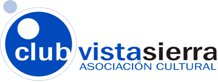 club vistasierra
ASOCIACIÓN CULTURAL